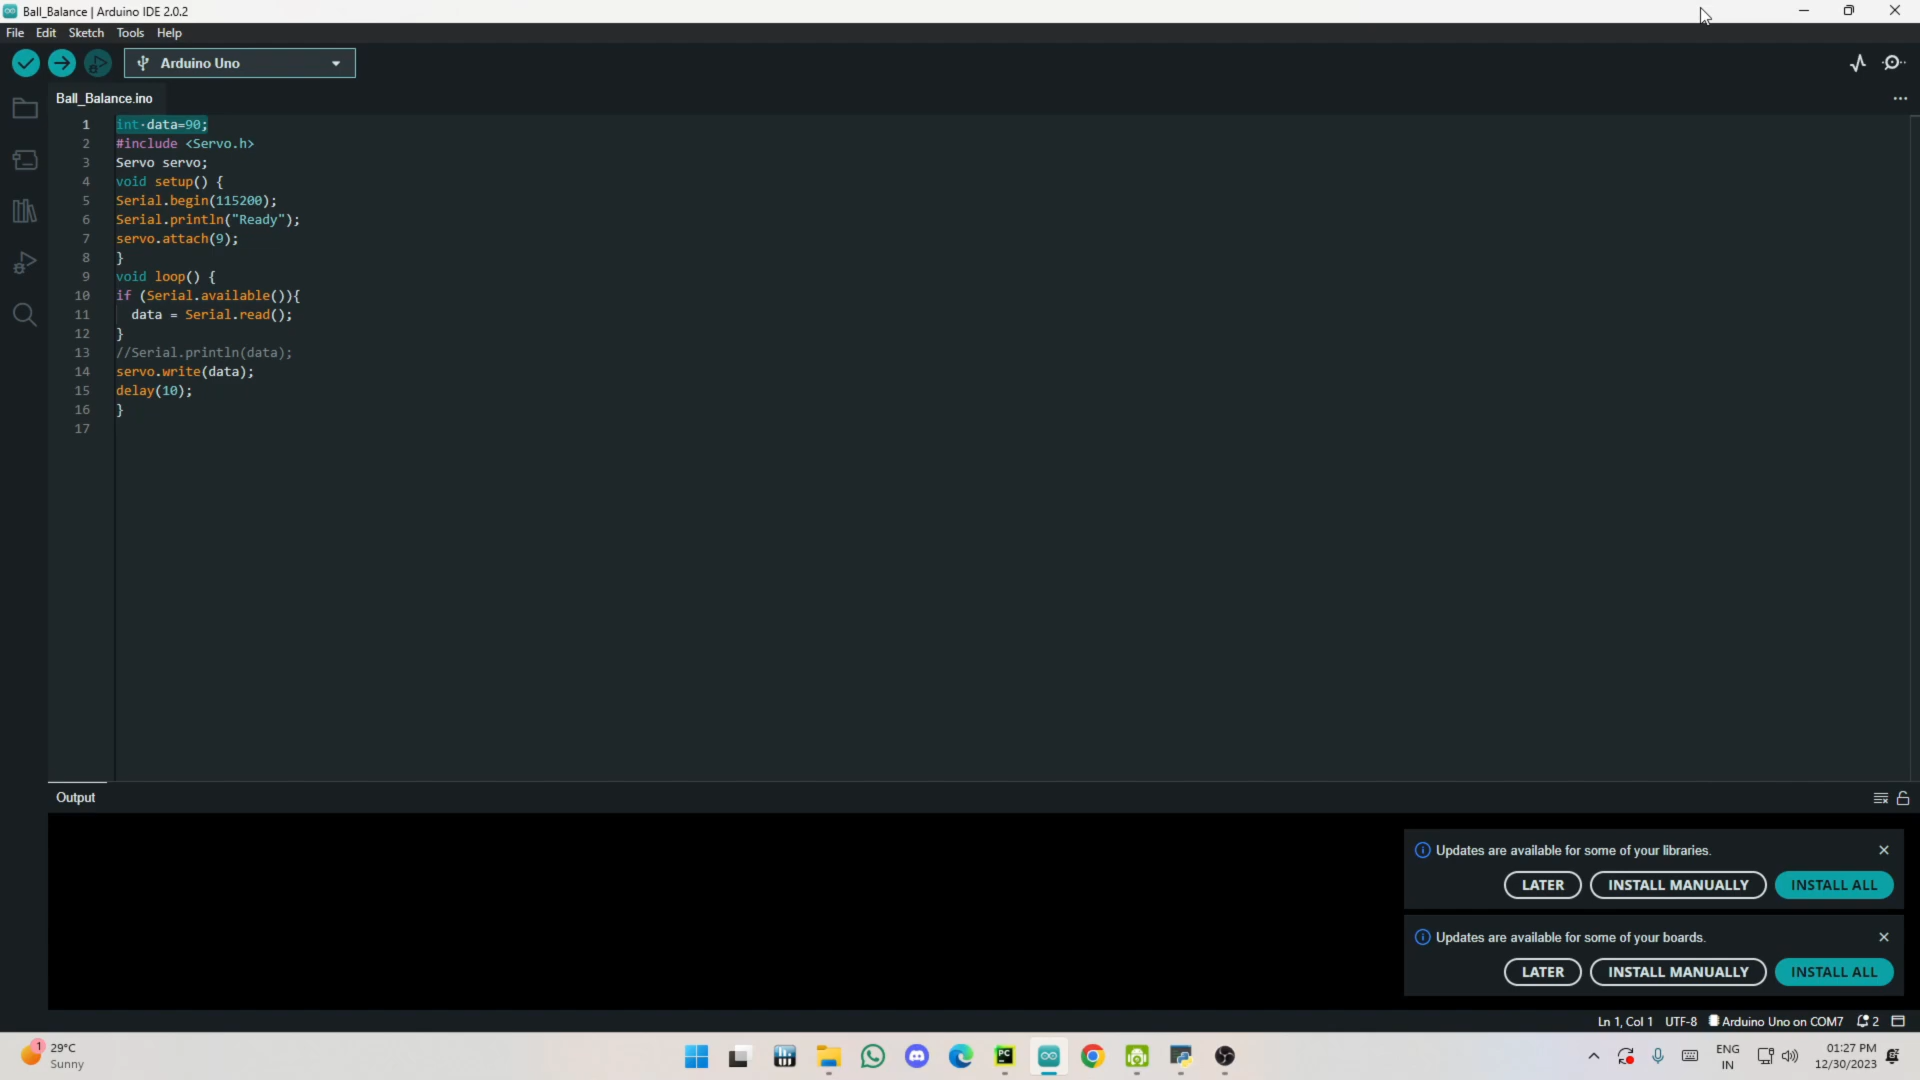 Ball_Balance | Arduino IDE 2.0.2
File Edit Sketch Tools Help
Arduino Uno
Ball_Balance.ino
1 int·data=90;
2 #include <Servo.h>
3 Servo servo;
4 void setup() {
5 Serial.begin(115200);
6 Serial.println("Ready");
7 servo.attach(9);
8 }
9 void loop() {
10 if (Serial.available()){
11 data = Serial.read();
12 }
13 //Serial.println(data);
14 servo.write(data);
15 delay(10);
16 }
17
Output
Updates are available for some of your libraries.
LATER INSTALL MANUALLY INSTALL ALL
Updates are available for some of your boards.
LATER INSTALL MANUALLY INSTALL ALL
Ln 1, Col 1 UTF-8 Arduino Uno on COM7 2
1 29°C
Sunny
PC
ENG
IN
01:27 PM
12/30/2023